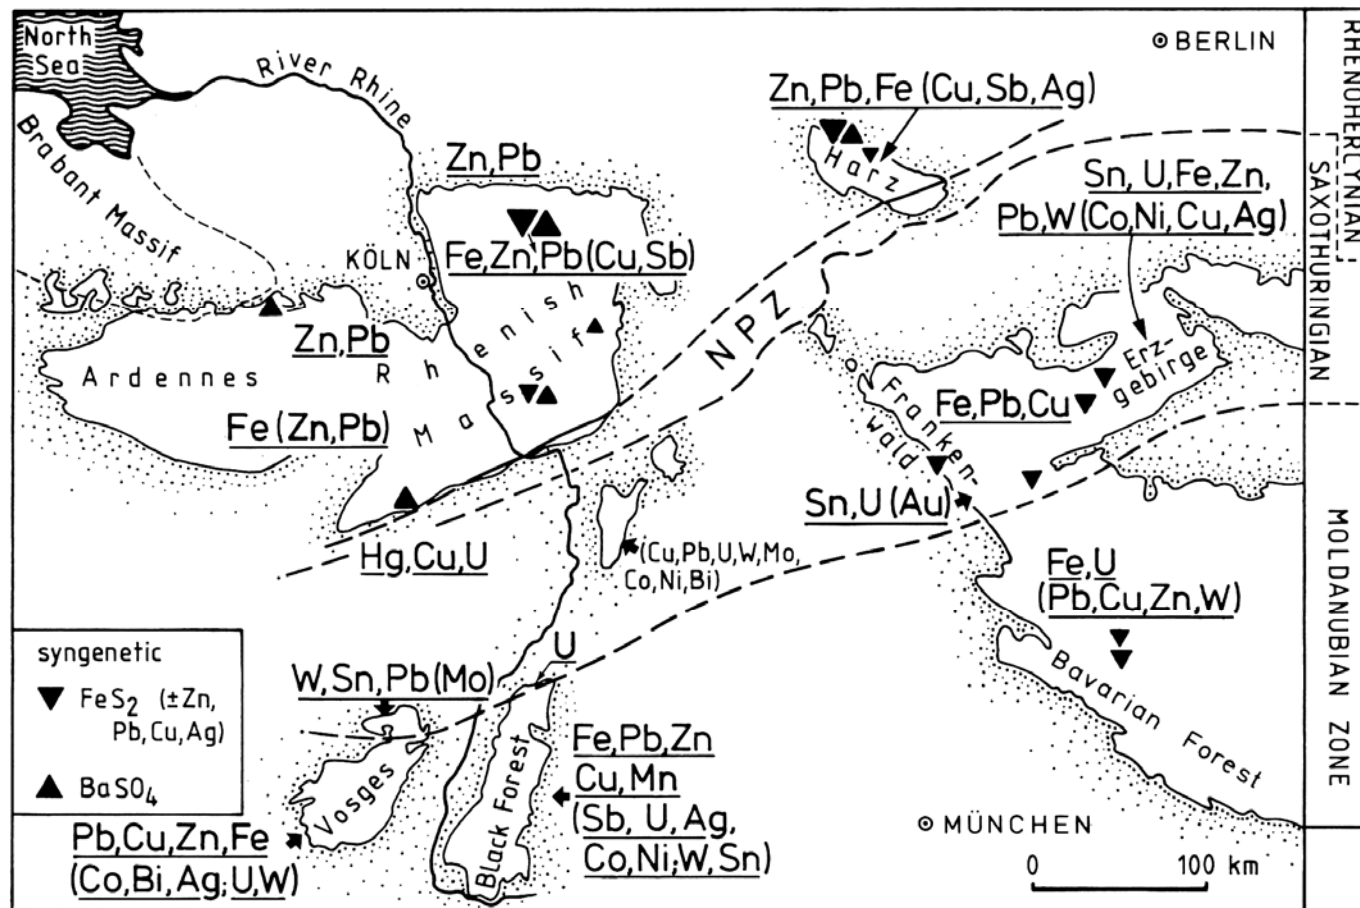 North
Sea
River Rhine
BERLIN
Brabant Massif
Zn,Pb,Fe (Cu,Sb,Ag)
Harz
Zn,Pb
Fe,Zn,Pb (Cu,Sb)
KÖLN
Rhenish
Massif
Zn,Pb
Ardennes
Fe (Zn,Pb)
NPZ
Sn, U,Fe,Zn,
Pb,W (Co,Ni,Cu,Ag)
Erz-
gebirge
Fe,Pb,Cu
Franken-
wald
Sn,U (Au)
Hg,Cu,U
(Cu,Pb,U,W,Mo,
Co,Ni,Bi)
Fe,U
(Pb,Cu,Zn,W)
Bavarian Forest
U
W,Sn,Pb (Mo)
Vosges
Black Forest
Fe,Pb,Zn
Cu,Mn
(Sb, U,Ag,
Co,Ni;W,Sn)
Pb,Cu,Zn,Fe
(Co,Bi,Ag;U,W)
MÜNCHEN
0 100 km
syngenetic
FeS2 (±Zn,
Pb,Cu,Ag)
BaSO4
RHENOHERLYNIAN
SAXOTHURINGIAN
MOLDANUBIAN ZONE